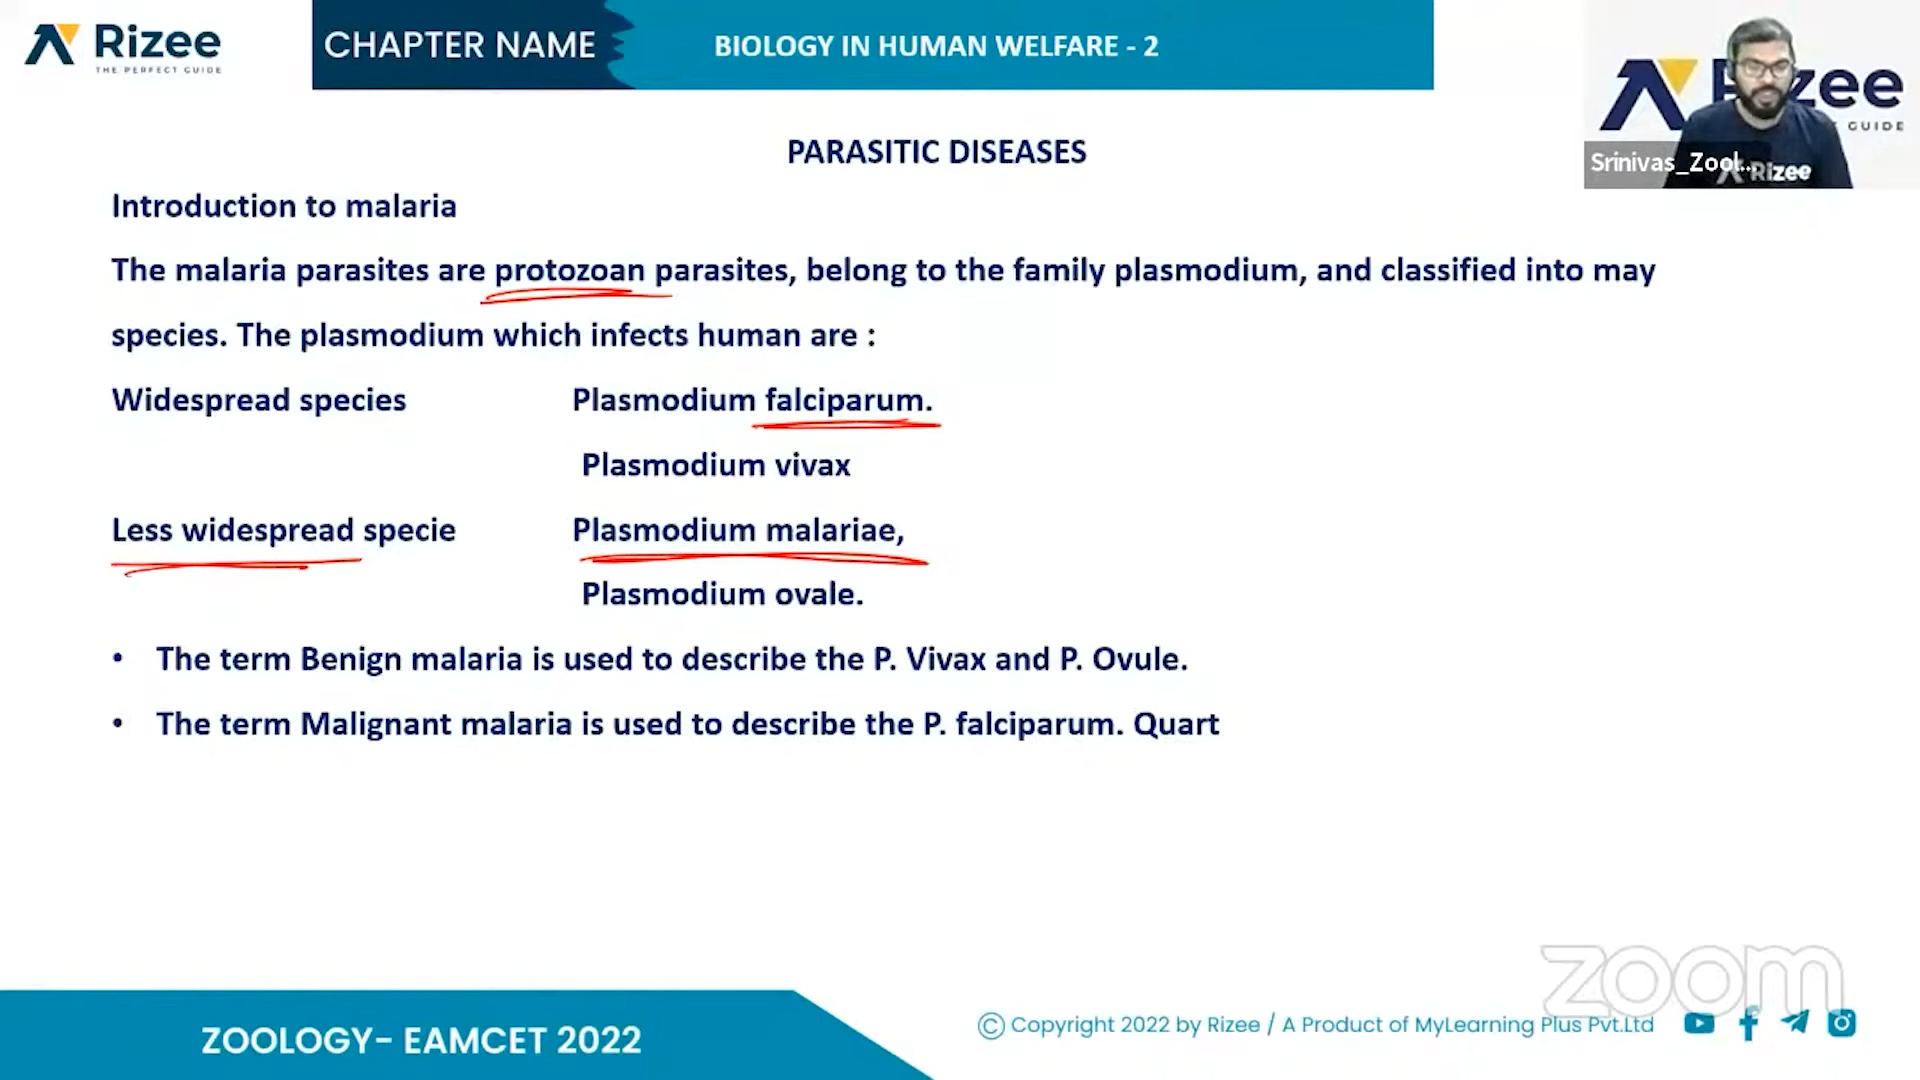 Rizee
THE PERFECT GUIDE
CHAPTER NAME
BIOLOGY IN HUMAN WELFARE - 2
GUIDE
Srinivas_Zool...
Rizee
PARASITIC DISEASES
Introduction to malaria
The malaria parasites are protozoan parasites, belong to the family plasmodium, and classified into may
species. The plasmodium which infects human are :
Widespread species Plasmodium falciparum.
Plasmodium vivax
Less widespread specie Plasmodium malariae,
Plasmodium ovale.
• The term Benign malaria is used to describe the P. Vivax and P. Ovule.
• The term Malignant malaria is used to describe the P. falciparum. Quart
zoom
ZOOLOGY- EAMCET 2022
© Copyright 2022 by Rizee / A Product of MyLearning Plus Pvt.Ltd